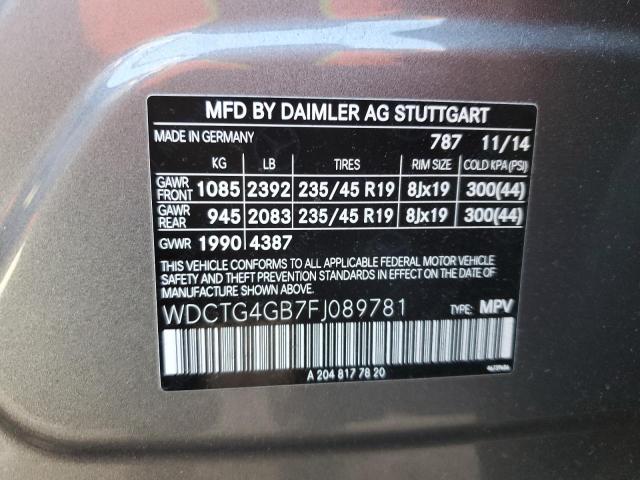 MFD BY DAIMLER AG STUTTGART
MADE IN GERMANY 787 11/14
KG LB TIRES RIM SIZE COLD KPA (PSI)
GAWR FRONT 1085 2392 235/45 R19 8Jx19 300(44)
GAWR REAR 945 2083 235/45 R19 8Jx19 300(44)
GVWR 1990 4387
THIS VEHICLE CONFORMS TO ALL APPLICABLE FEDERAL MOTOR VEHICLE
SAFETY AND THEFT PREVENTION STANDARDS IN EFFECT ON THE DATE
OF MANUFACTURE SHOWN ABOVE.
WDCTG4GB7FJ089781 TYPE: MPV
A 204 817 78 20